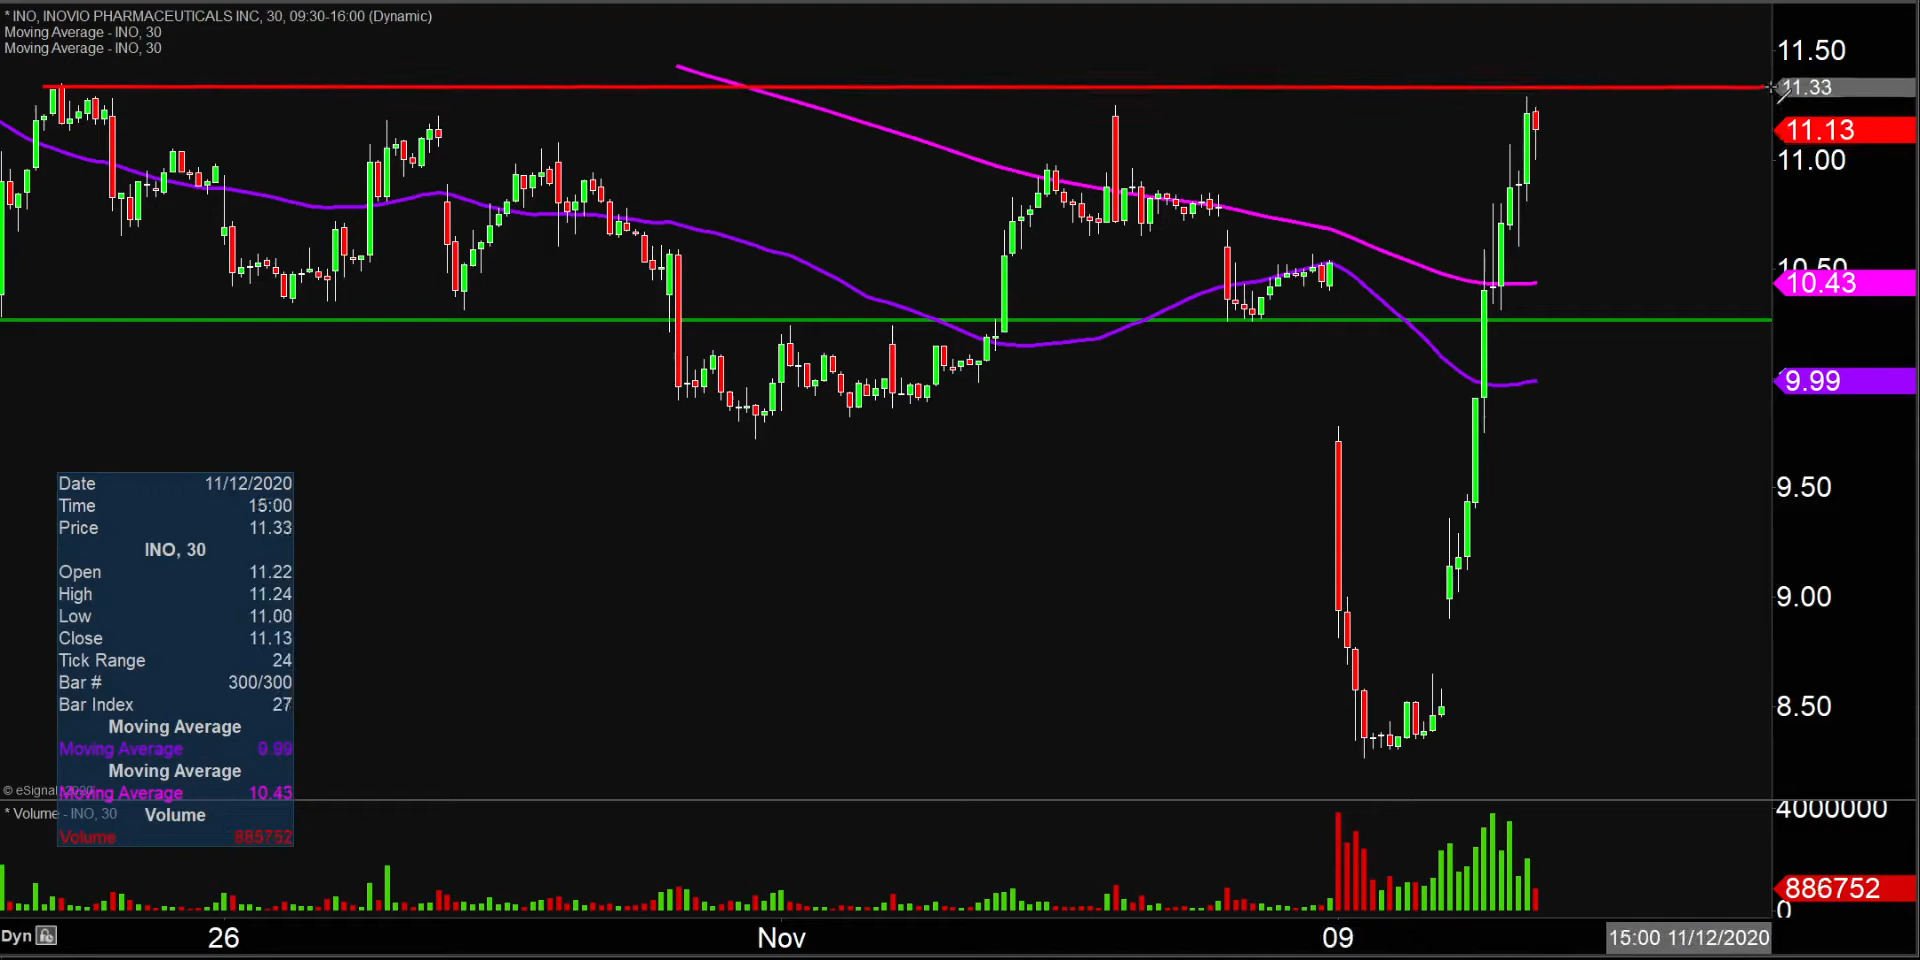 * INO, INOVIO PHARMACEUTICALS INC, 30, 09:30-16:00 (Dynamic)
Moving Average - INO, 30
Moving Average - INO, 30
11.50
11.33
11.13
11.00
10.50
10.43
9.99
9.50
9.00
8.50
Date 11/12/2020
Time 15:00
Price 11.33
INO, 30
Open 11.22
High 11.24
Low 11.00
Close 11.13
Tick Range 24
Bar # 300/300
Bar Index 27
Moving Average
Moving Average 9.99
Moving Average
© eSignal, 2020
Moving Average 10.43
* Volume - INO, 30
Volume
Volume 885752
4000000
886752
0
Dyn
26
Nov
09
15:00 11/12/2020